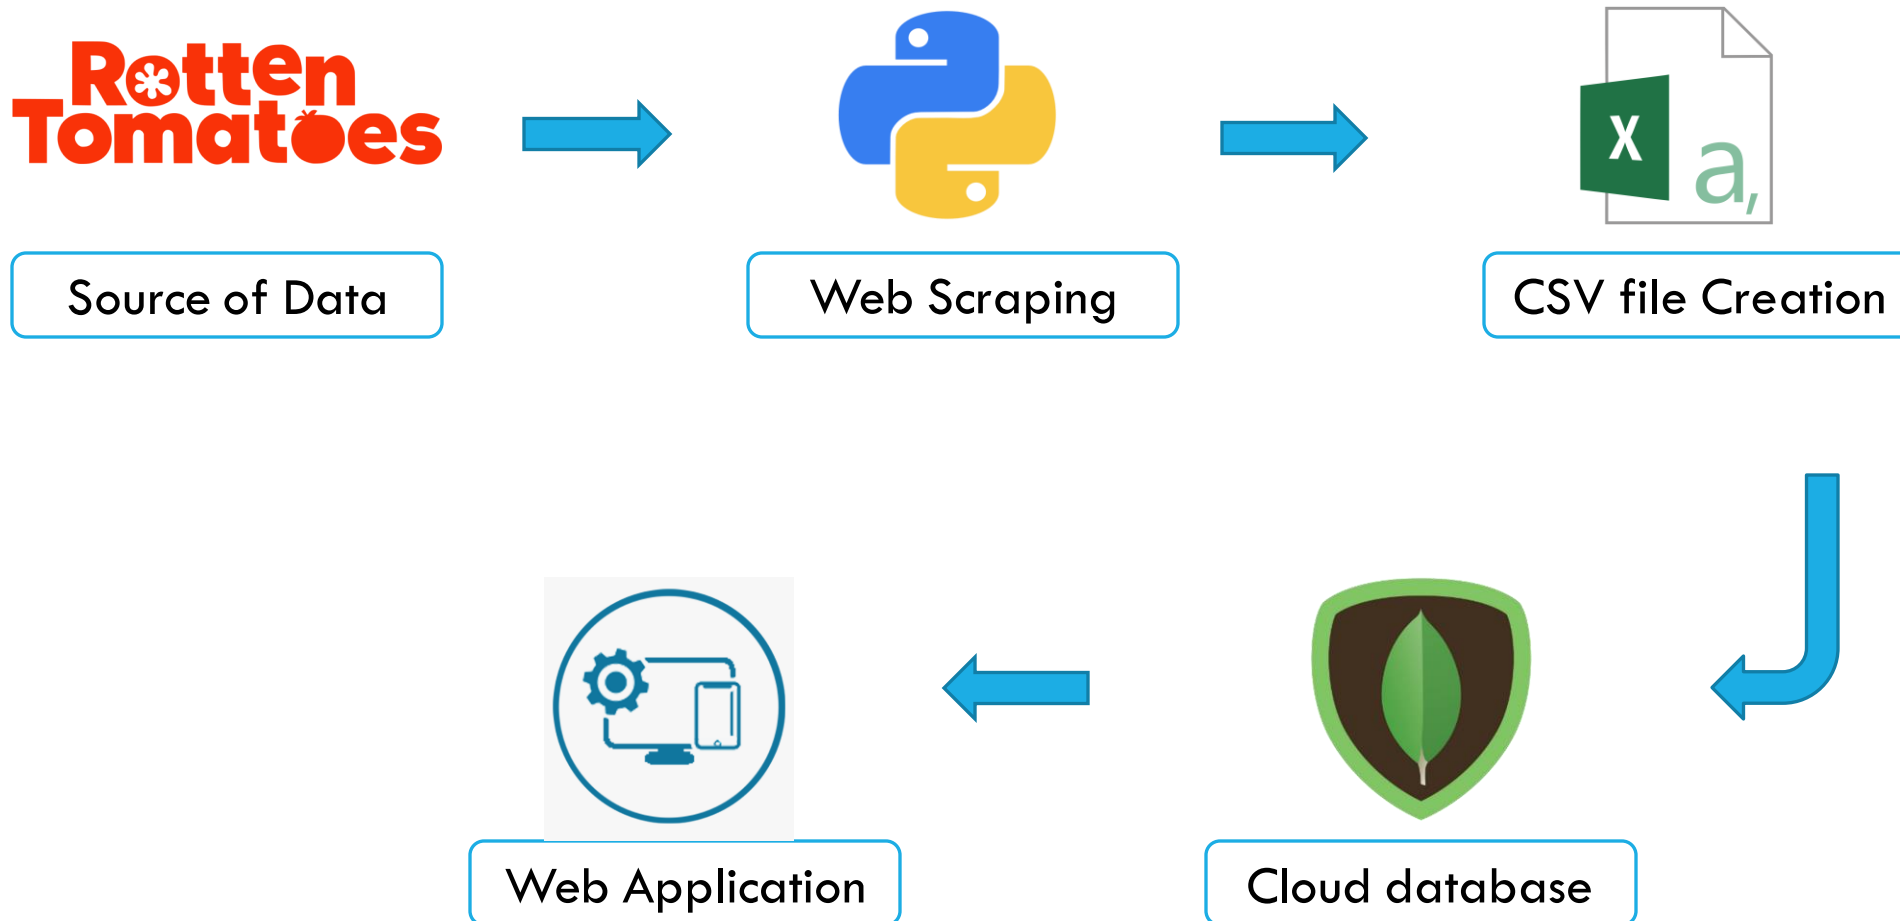 Rotten
Tomatoes
X
a,
Source of Data
Web Scraping
CSV file Creation
Web Application
Cloud database